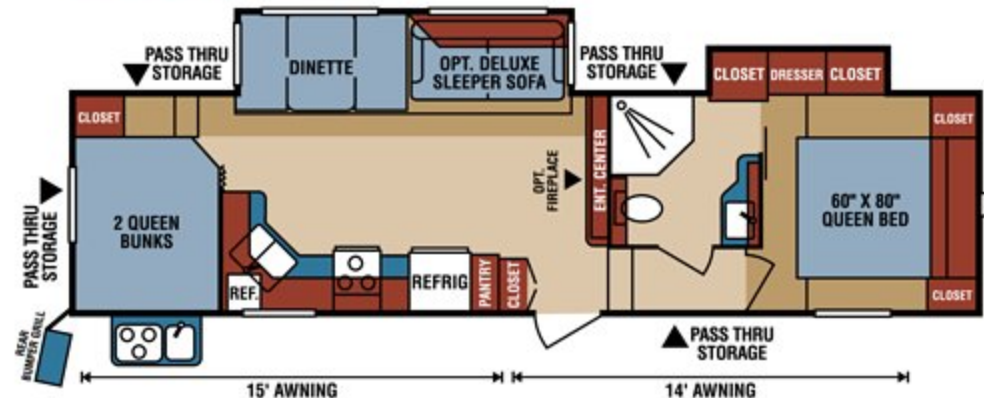 PASS THRU
STORAGE
DINETTE
OPT. DELUXE
SLEEPER SOFA
PASS THRU
STORAGE
CLOSET
DRESSER
CLOSET
CLOSET
CLOSET
PASS THRU
STORAGE
2 QUEEN
BUNKS
OPT.
FIREPLACE
ENT. CENTER
60" X 80"
QUEEN BED
REF.
REFRIG
PANTRY
CLOSET
CLOSET
REAR
BUMPER GRILL
PASS THRU
STORAGE
15' AWNING
14' AWNING